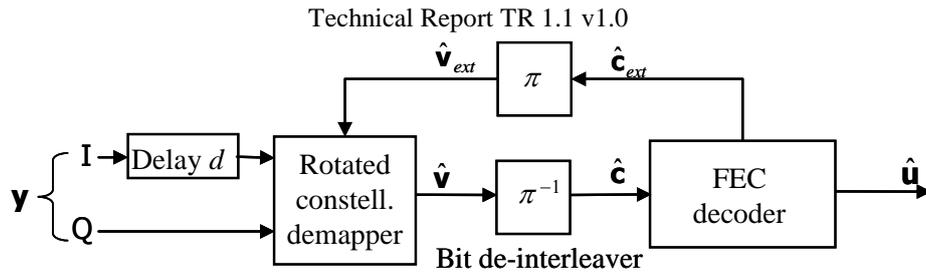 Technical Report TR 1.1 v1.0
v̂ext
π
ĉext
I
Delay d
Rotated
constell.
demapper
v̂
π−1
ĉ
FEC
decoder
û
y
Q
Bit de-interleaver